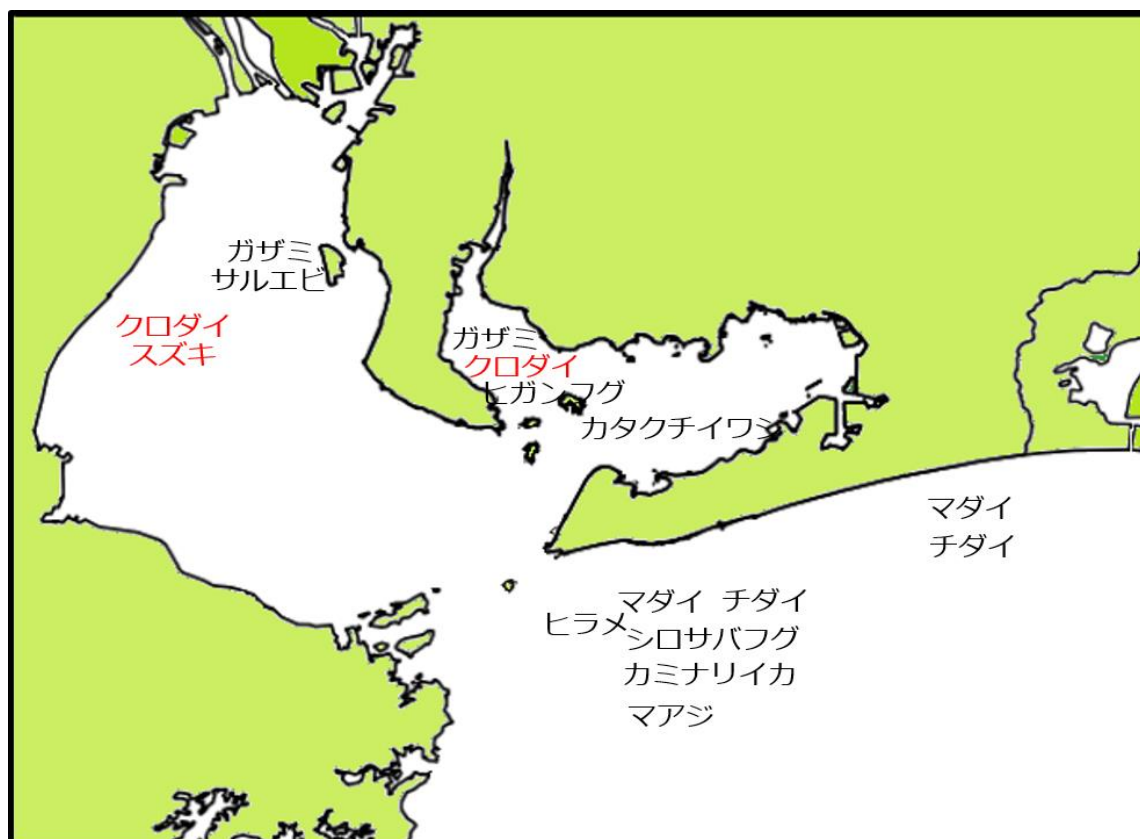 ガザミ
サルエビ
クロダイ
スズキ
ガザミ
クロダイ
ヒガンフグ
カタクチイワシ
マダイ
チダイ
ヒラメ
マダイ チダイ
シロサバフグ
カミナリイカ
マアジ